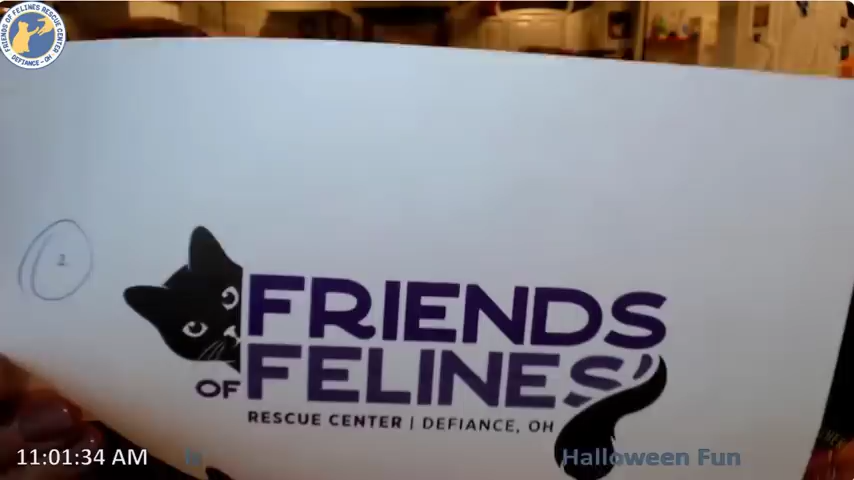 FRIENDS OF FELINES RESCUE CENTER
DEFIANCE - OH
2.
FRIENDS
OF FELINES'
RESCUE CENTER | DEFIANCE, OH
11:01:34 AM
Halloween Fun